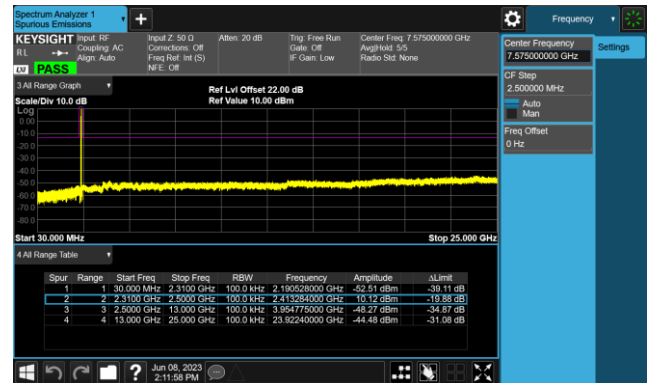 Spectrum Analyzer 1
Spurious Emissions
Frequency
KEYSIGHT
RL
PASS
Input: RF
Coupling: AC
Align: Auto
Input Z: 50 Ω
Corrections: Off
Freq Ref: Int (S)
NFE: Off
Atten: 20 dB
Trig: Free Run
Gate: Off
IF Gain: Low
Center Freq: 7.575000000 GHz
Avg|Hold: 5/5
Radio Std: None
Center Frequency
7.575000000 GHz
Settings
CF Step
2.500000 MHz
Auto
Man
Freq Offset
0 Hz
3 All Range Graph
Scale/Div 10.0 dB
Ref Lvl Offset 22.00 dB
Ref Value 10.00 dBm
Log
0.00
-10.0
-20.0
-30.0
-40.0
-50.0
-60.0
-70.0
-80.0
Start 30.000 MHz
Stop 25.000 GHz
4 All Range Table
Spur Range Start Freq Stop Freq RBW Frequency Amplitude ΔLimit
1 1 30.000 MHz 2.3100 GHz 100.0 kHz 2.190528000 GHz -52.51 dBm -39.11 dB
2 2 2.3100 GHz 2.5000 GHz 100.0 kHz 2.413284000 GHz 10.12 dBm -19.88 dB
3 3 2.5000 GHz 13.000 GHz 100.0 kHz 3.954775000 GHz -48.27 dBm -34.87 dB
4 4 13.000 GHz 25.000 GHz 100.0 kHz 23.92240000 GHz -44.48 dBm -31.08 dB
?
Jun 08, 2023
2:11:58 PM